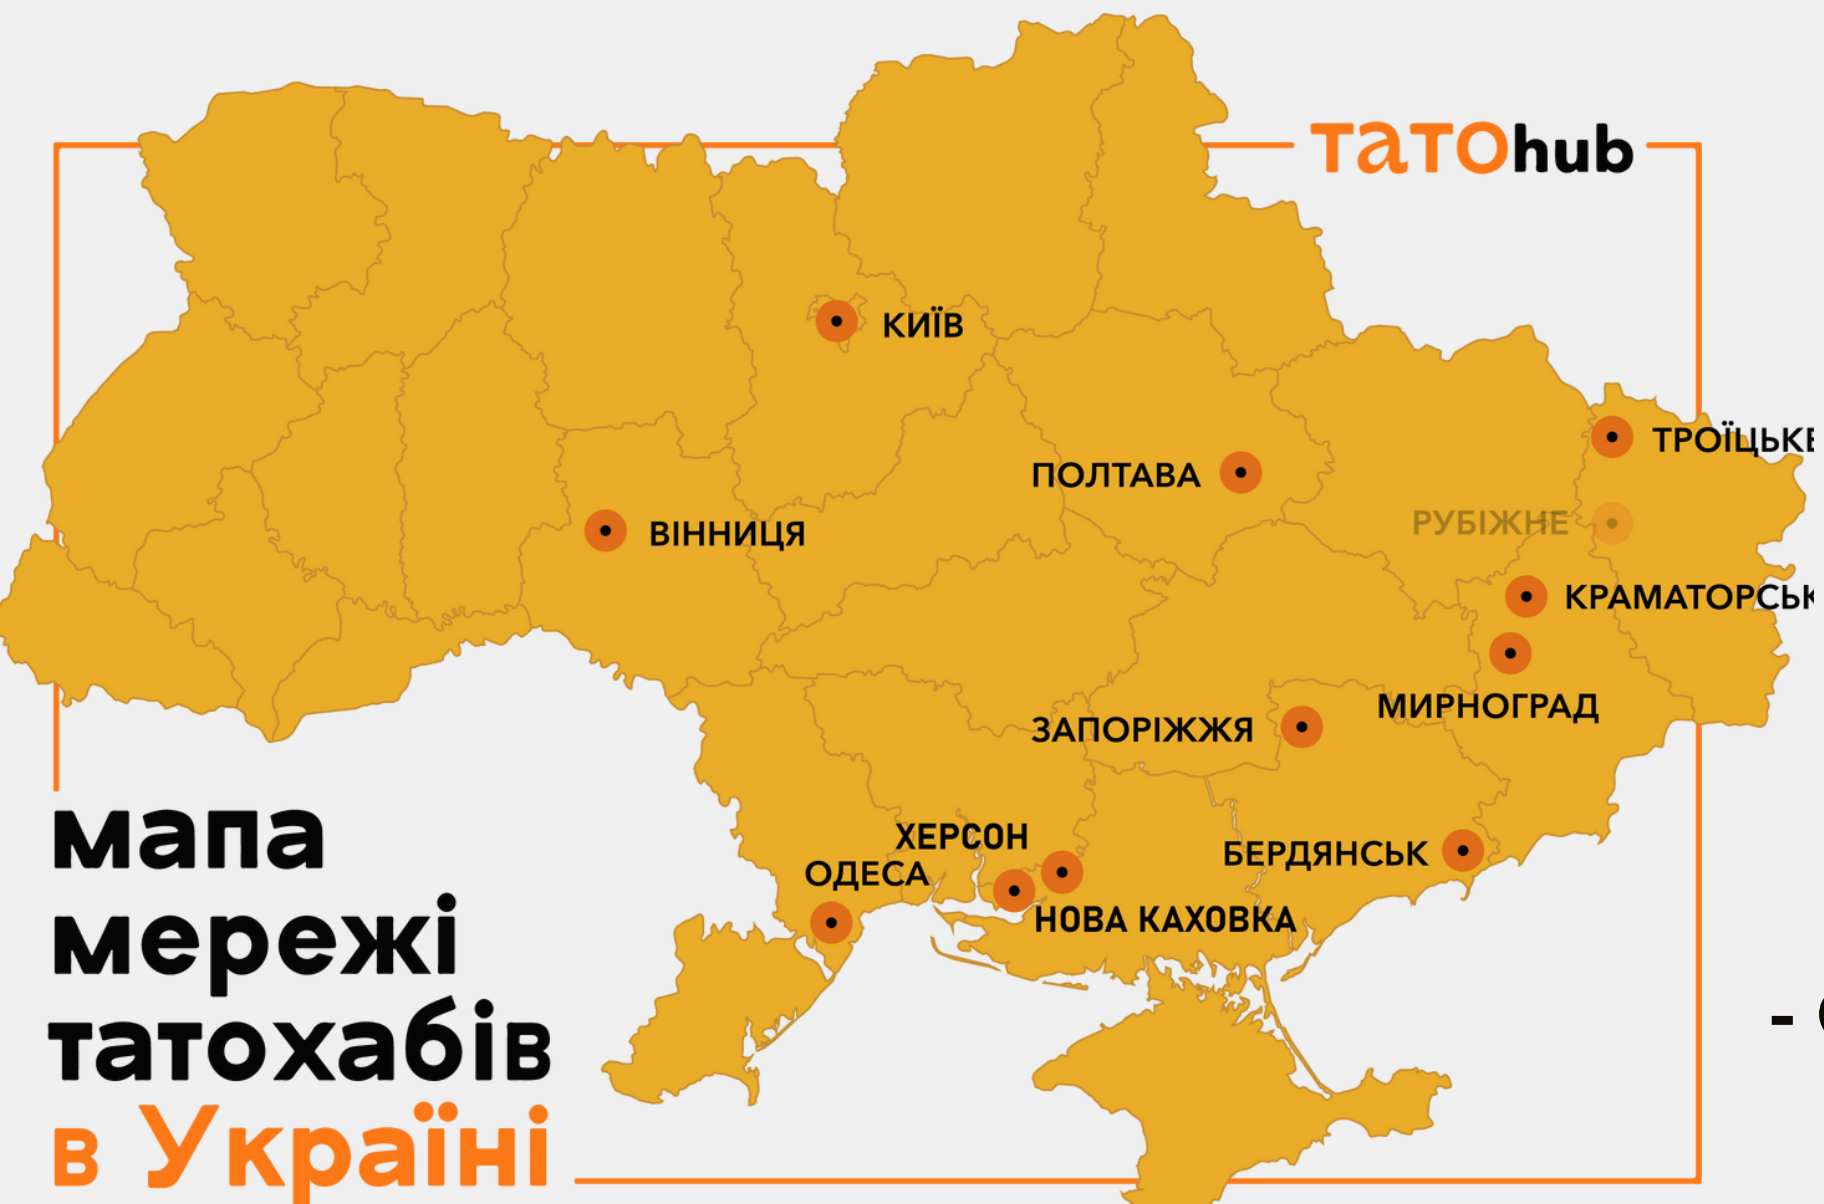 ТАТОhub
КИЇВ
ТРОЇЦЬКЕ
ПОЛТАВА
РУБІЖНЕ
ВІННИЦЯ
КРАМАТОРСЬК
МИРНОГРАД
ЗАПОРІЖЖЯ
ХЕРСОН
БЕРДЯНСЬК
ОДЕСА
НОВА КАХОВКА
мапа
мережі
татохабів
в Україні